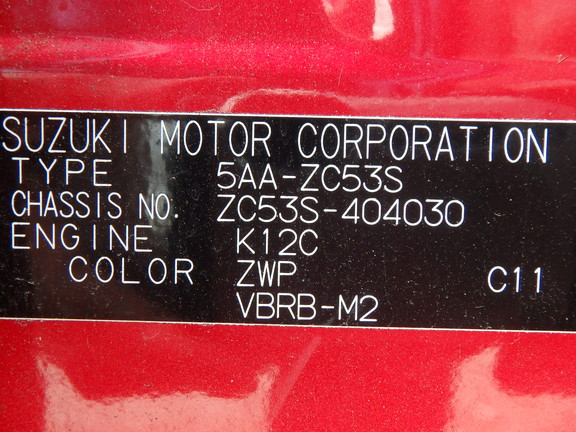 SUZUKI MOTOR CORPORATION
TYPE 5AA-ZC53S
CHASSIS NO. ZC53S-404030
ENGINE K12C
COLOR ZWP C11
VBRB-M2